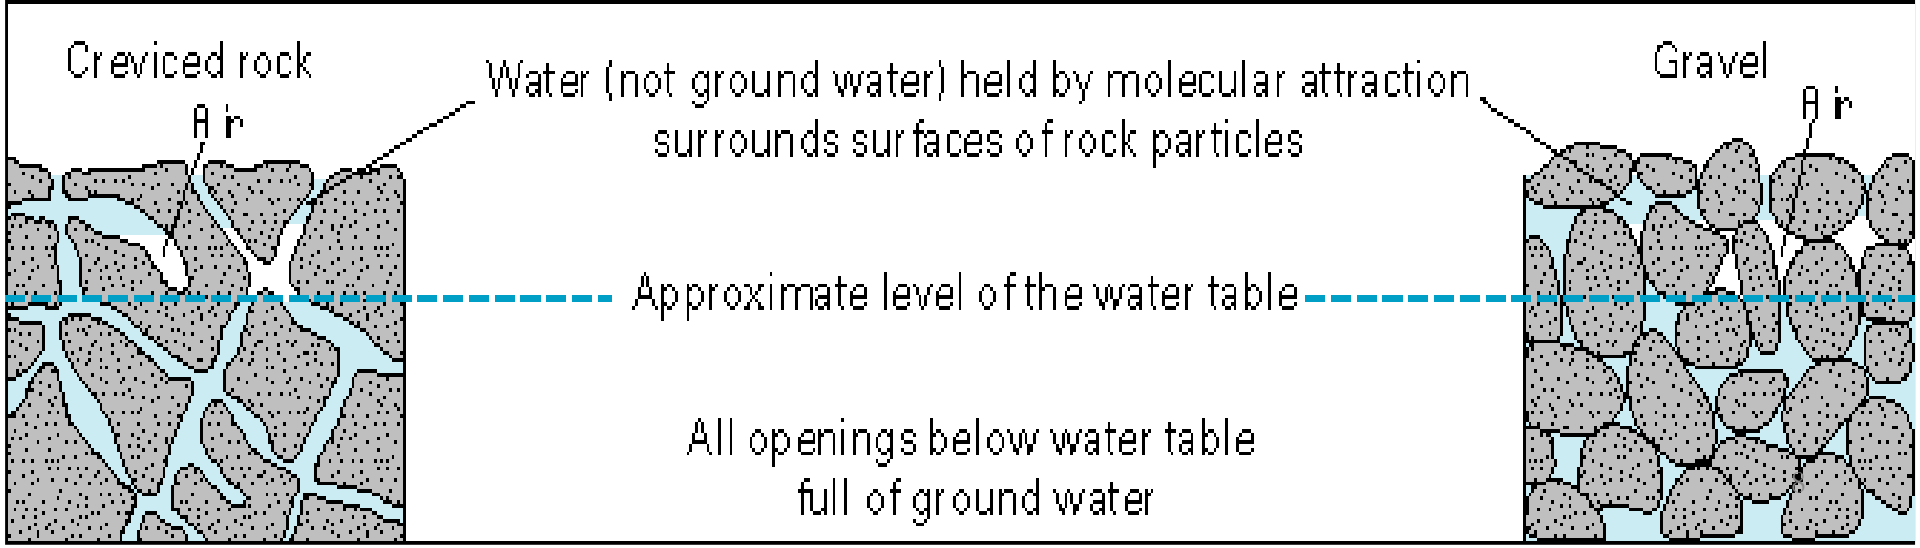 Creviced rock
Air
Water (not ground water) held by molecular attraction
surrounds surfaces of rock particles
Gravel
Air
Approximate level of the water table
All openings below water table
full of ground water